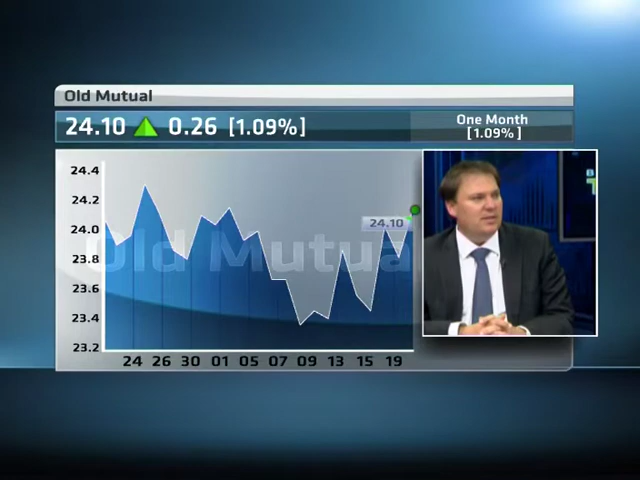 Old Mutual
24.10 0.26 [1.09%]
One Month
[1.09%]
24.4
24.2
24.0
23.8
23.6
23.4
23.2
Old Mutual
24.10
24 26 30 01 05 07 09 13 15 19